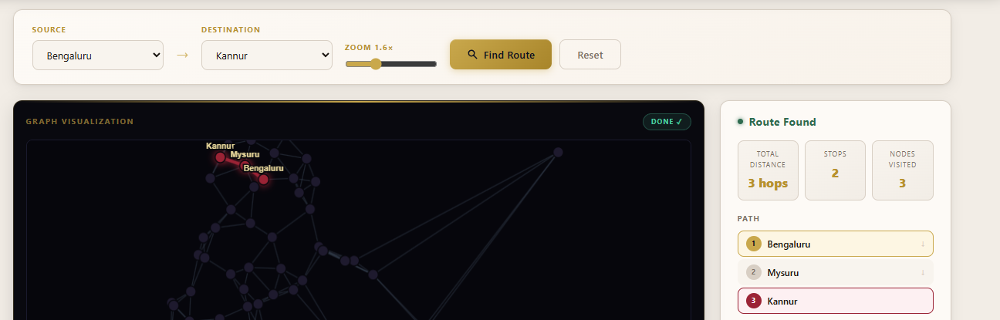 SOURCE
Bengaluru
→
DESTINATION
Kannur
ZOOM 1.6×
Find Route
Reset
GRAPH VISUALIZATION
DONE ✓
Kannur
Mysuru
Bengaluru
Route Found
TOTAL
DISTANCE
3 hops
STOPS
2
NODES
VISITED
3
PATH
1 Bengaluru ↓
2 Mysuru ↓
3 Kannur